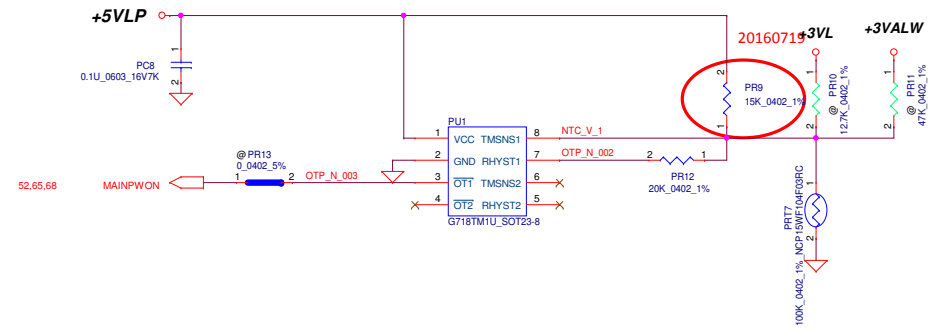 +5VLP
20160719
+3VL
+3VALW
1
PC8
0.1U_0603_16V7K
2
2
PR9
15K_0402_1%
1
1
@ PR10
12.7K_0402_1%
2
1
@ PR11
47K_0402_1%
2
PU1
1 VCC TMSNS1 8 NTC_V_1
2 GND RHYST1 7 OTP_N_002
3 OT1 TMSNS2 6
4 OT2 RHYST2 5
G718TM1U_SOT23-8
2 1
PR12
20K_0402_1%
@ PR13
0_0402_5%
1 2 OTP_N_003
52,65,68 MAINPWON
1
PRT7
100K_0402_1%_NCP15WF104F03RC
2